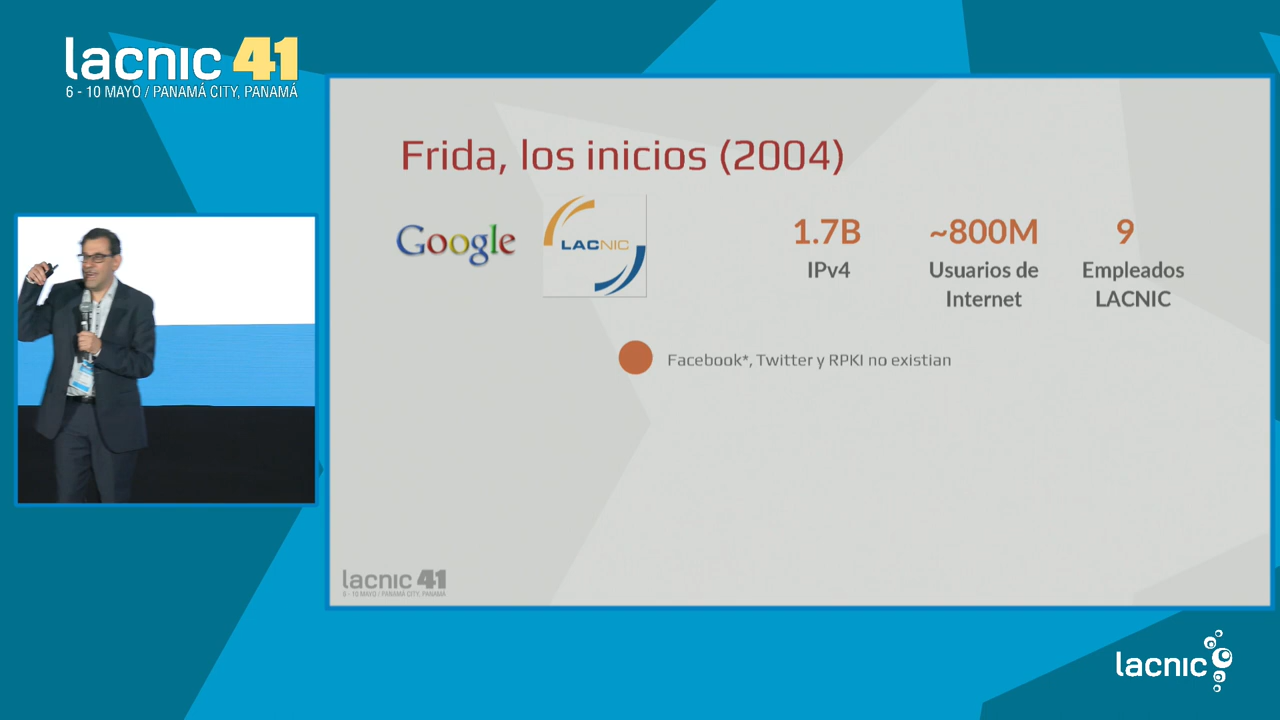 lacnic 41
6 - 10 MAYO / PANAMÁ CITY, PANAMÁ
Frida, los inicios (2004)
Google
LACNIC
1.7B
IPv4
~800M
Usuarios de
Internet
9
Empleados
LACNIC
Facebook*, Twitter y RPKI no existian
lacnic 41
6 - 10 MAYO / PANAMA CITY, PANAMÁ
lacnic